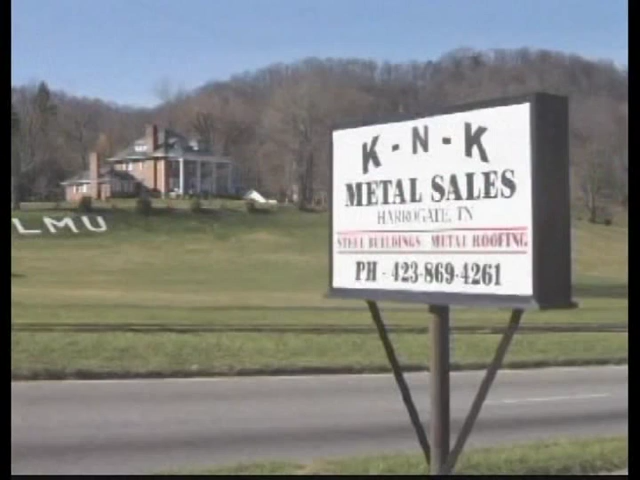 LMU
K-N-K
METAL SALES
HARROGATE, TN
STEEL BUILDINGS METAL ROOFING
PH - 423-869-4261